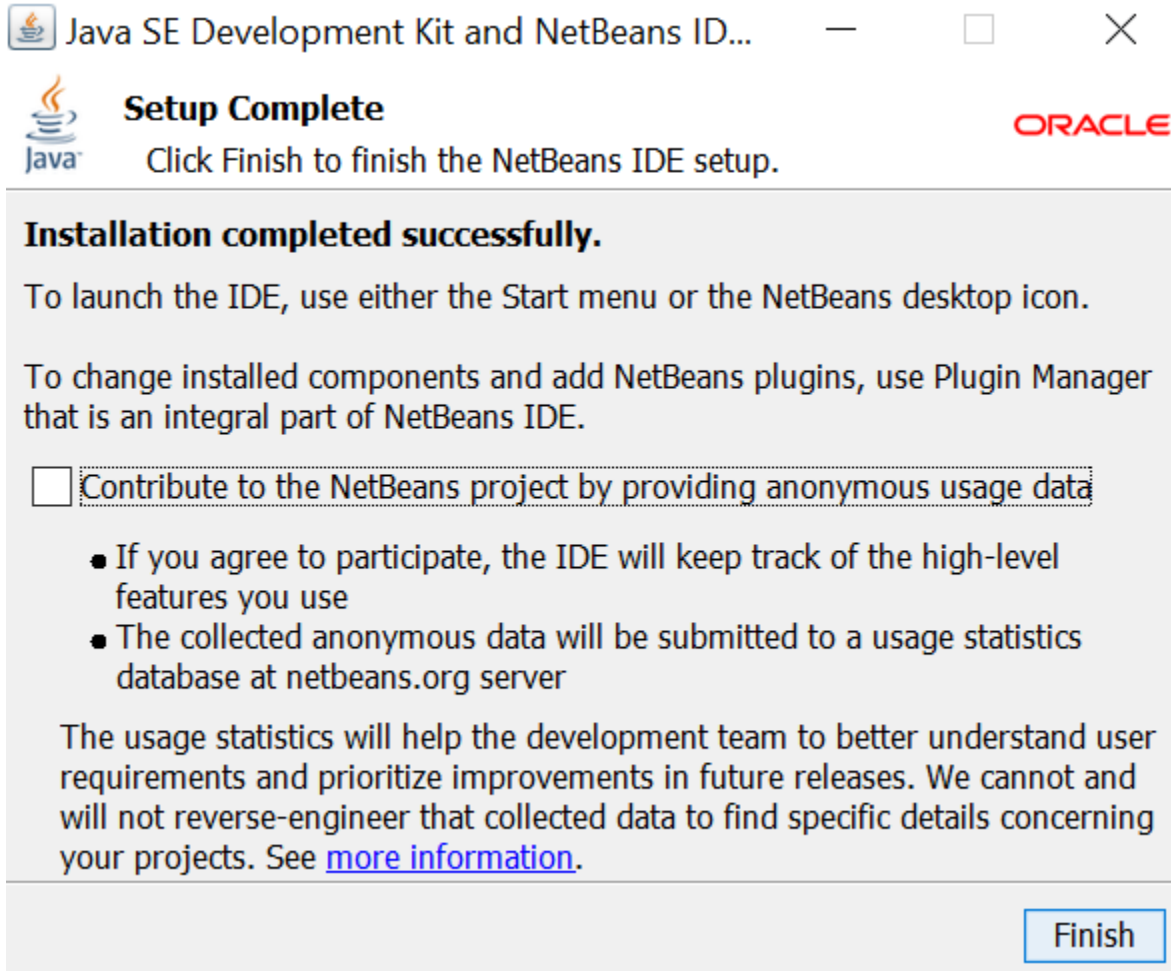 Java SE Development Kit and NetBeans ID...
Java
Setup Complete
ORACLE
Click Finish to finish the NetBeans IDE setup.
Installation completed successfully.
To launch the IDE, use either the Start menu or the NetBeans desktop icon.
To change installed components and add NetBeans plugins, use Plugin Manager
that is an integral part of NetBeans IDE.
Contribute to the NetBeans project by providing anonymous usage data
• If you agree to participate, the IDE will keep track of the high-level
features you use
• The collected anonymous data will be submitted to a usage statistics
database at netbeans.org server
The usage statistics will help the development team to better understand user
requirements and prioritize improvements in future releases. We cannot and
will not reverse-engineer that collected data to find specific details concerning
your projects. See more information.
Finish